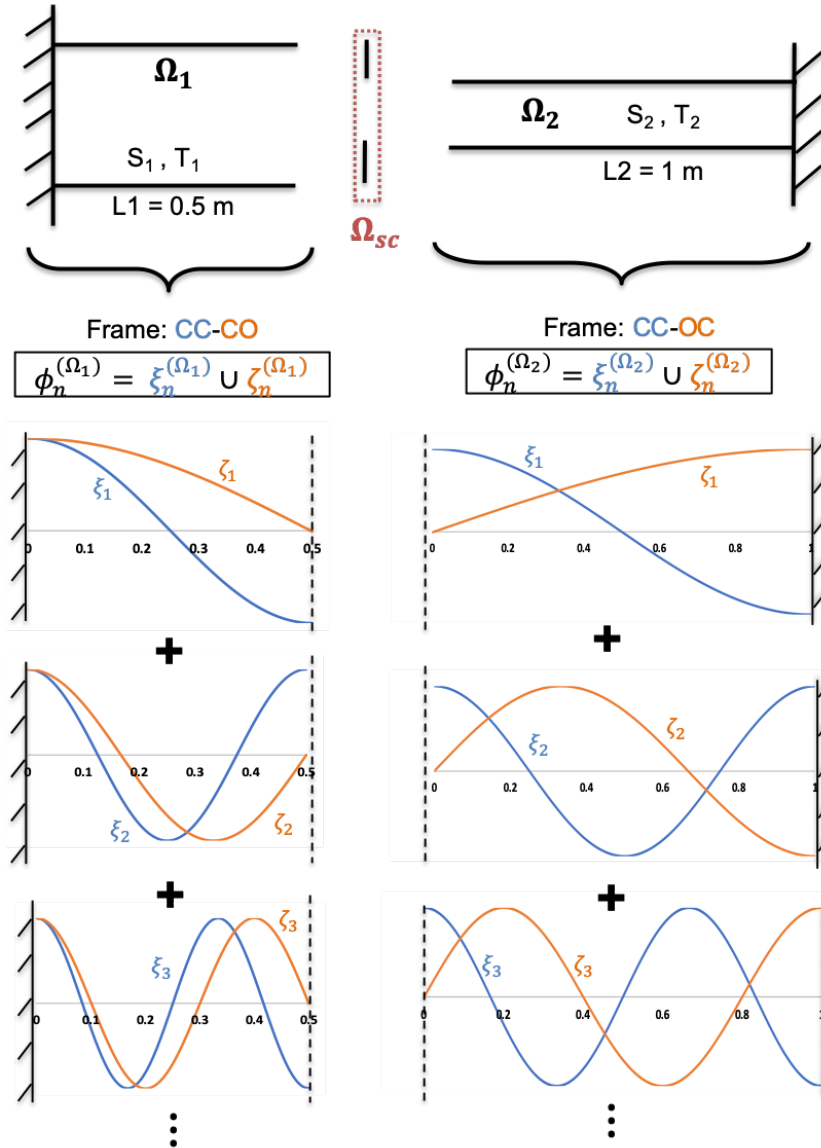 Ω₁
S₁ , T₁
L1 = 0.5 m
Ω_sc
Ω₂ S₂ , T₂
L2 = 1 m
Frame: CC-CO
ϕₙ^(Ω₁) = ξₙ^(Ω₁) ∪ ζₙ^(Ω₁)
Frame: CC-OC
ϕₙ^(Ω₂) = ξₙ^(Ω₂) ∪ ζₙ^(Ω₂)
ξ₁ ζ₁
0 0.1 0.2 0.3 0.4 0.5
ξ₁ ζ₁
0 0.2 0.4 0.6 0.8 1
+
+
ξ₂ ζ₂
0 0.1 0.2 0.3 0.4 0.5
ξ₂ ζ₂
0 0.2 0.4 0.6 0.8 1
+
+
ξ₃ ζ₃
0 0.1 0.2 0.3 0.4 0.5
ξ₃ ζ₃
0 0.2 0.4 0.6 0.8 1
⋮
⋮